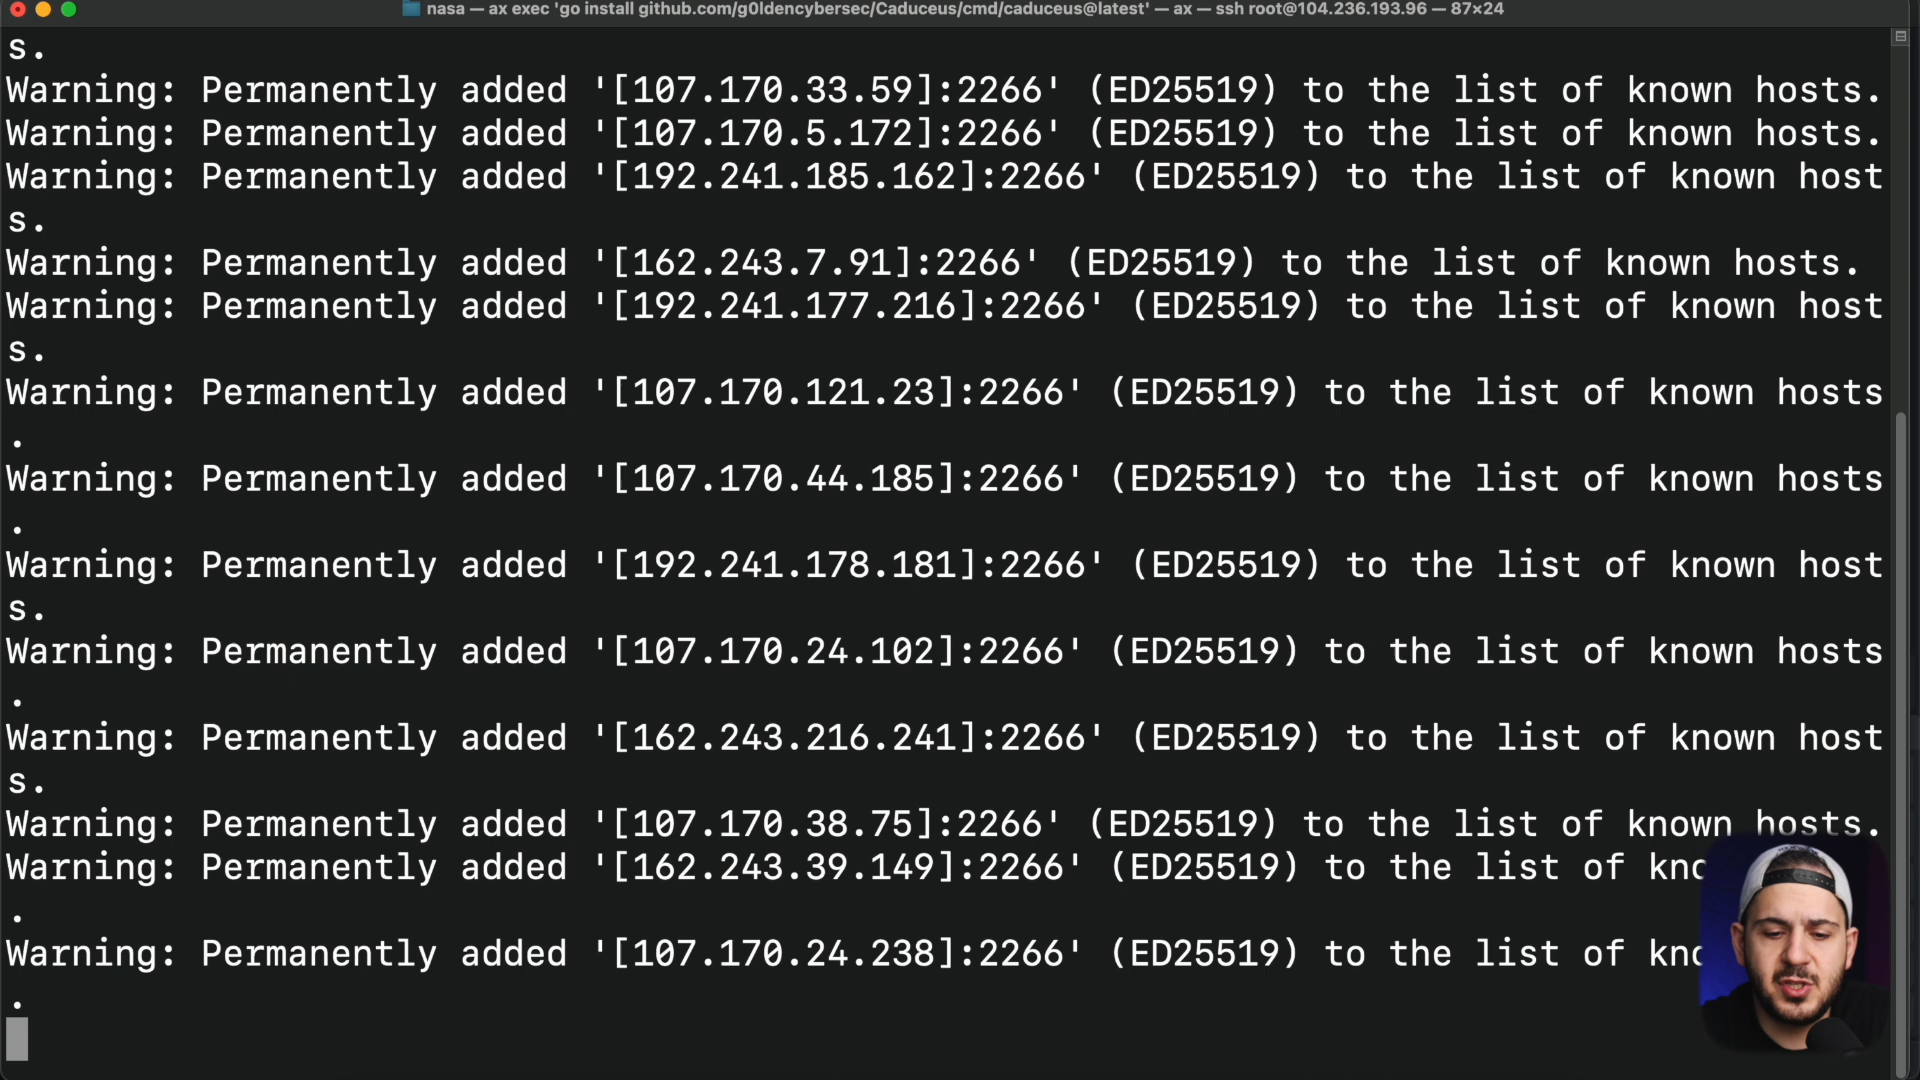 nasa — ax exec 'go install github.com/g0ldencybersec/Caduceus/cmd/caduceus@latest' — ax — ssh root@104.236.193.96 — 87×24
s.
Warning: Permanently added '[107.170.33.59]:2266' (ED25519) to the list of known hosts.
Warning: Permanently added '[107.170.5.172]:2266' (ED25519) to the list of known hosts.
Warning: Permanently added '[192.241.185.162]:2266' (ED25519) to the list of known host
s.
Warning: Permanently added '[162.243.7.91]:2266' (ED25519) to the list of known hosts.
Warning: Permanently added '[192.241.177.216]:2266' (ED25519) to the list of known host
s.
Warning: Permanently added '[107.170.121.23]:2266' (ED25519) to the list of known hosts
.
Warning: Permanently added '[107.170.44.185]:2266' (ED25519) to the list of known hosts
.
Warning: Permanently added '[192.241.178.181]:2266' (ED25519) to the list of known host
s.
Warning: Permanently added '[107.170.24.102]:2266' (ED25519) to the list of known hosts
.
Warning: Permanently added '[162.243.216.241]:2266' (ED25519) to the list of known host
s.
Warning: Permanently added '[107.170.38.75]:2266' (ED25519) to the list of known hosts.
Warning: Permanently added '[162.243.39.149]:2266' (ED25519) to the list of
.
Warning: Permanently added '[107.170.24.238]:2266' (ED25519) to the list of
.